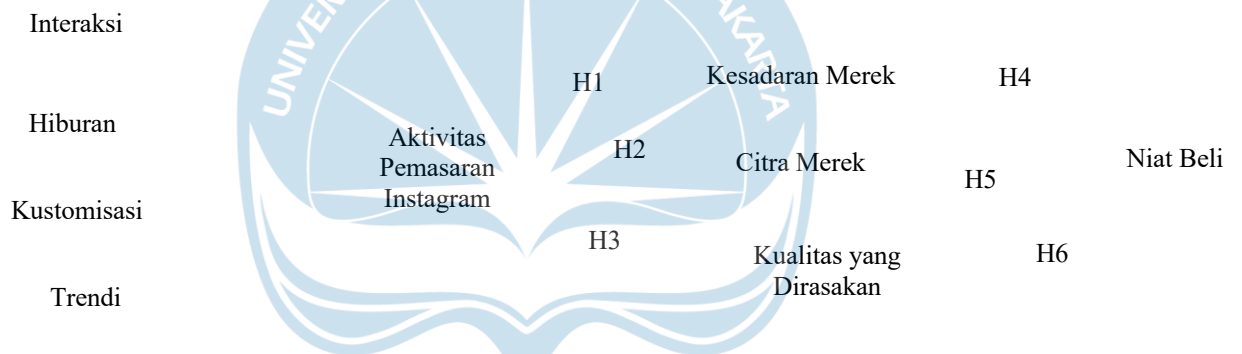 Interaksi
Hiburan
Kustomisasi
Trendi
Aktivitas
Pemasaran
Instagram
H1
H2
H3
Kesadaran Merek
Citra Merek
Kualitas yang
Dirasakan
H4
H5
H6
Niat Beli